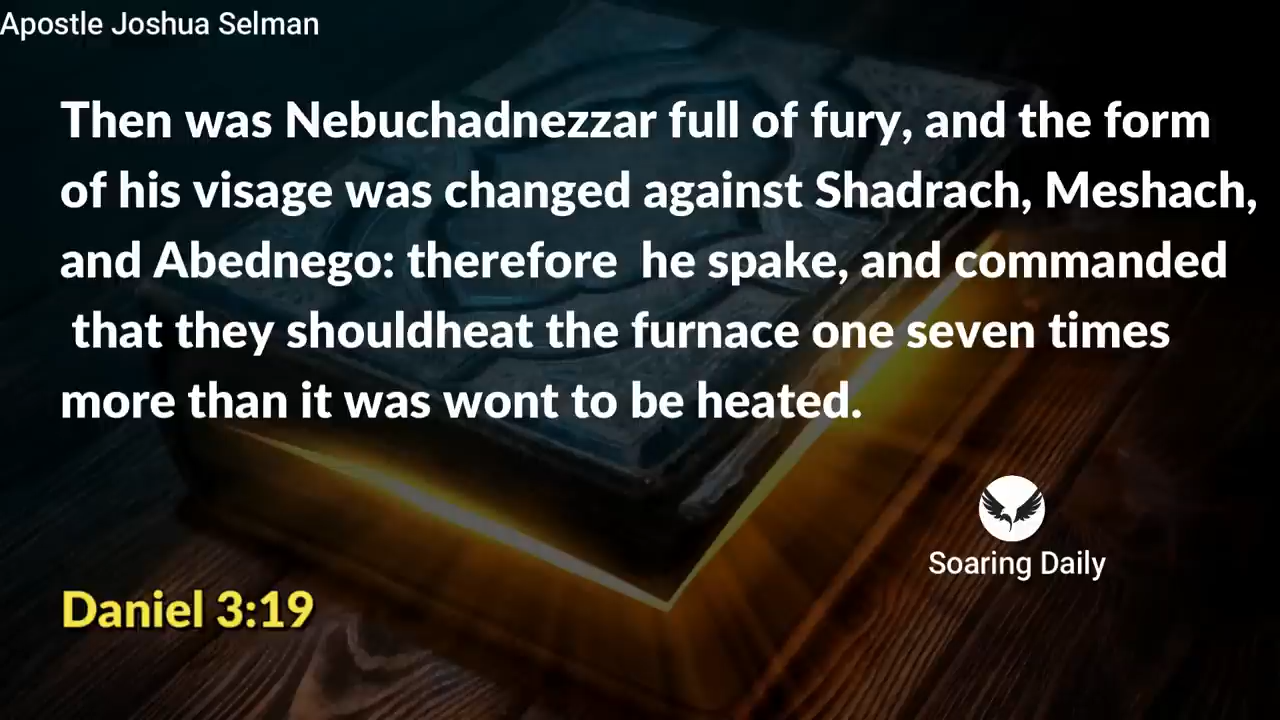 Apostle Joshua Selman
Then was Nebuchadnezzar full of fury, and the form
of his visage was changed against Shadrach, Meshach,
and Abednego: therefore  he spake, and commanded
that they shouldheat the furnace one seven times
more than it was wont to be heated.
Soaring Daily
Daniel 3:19